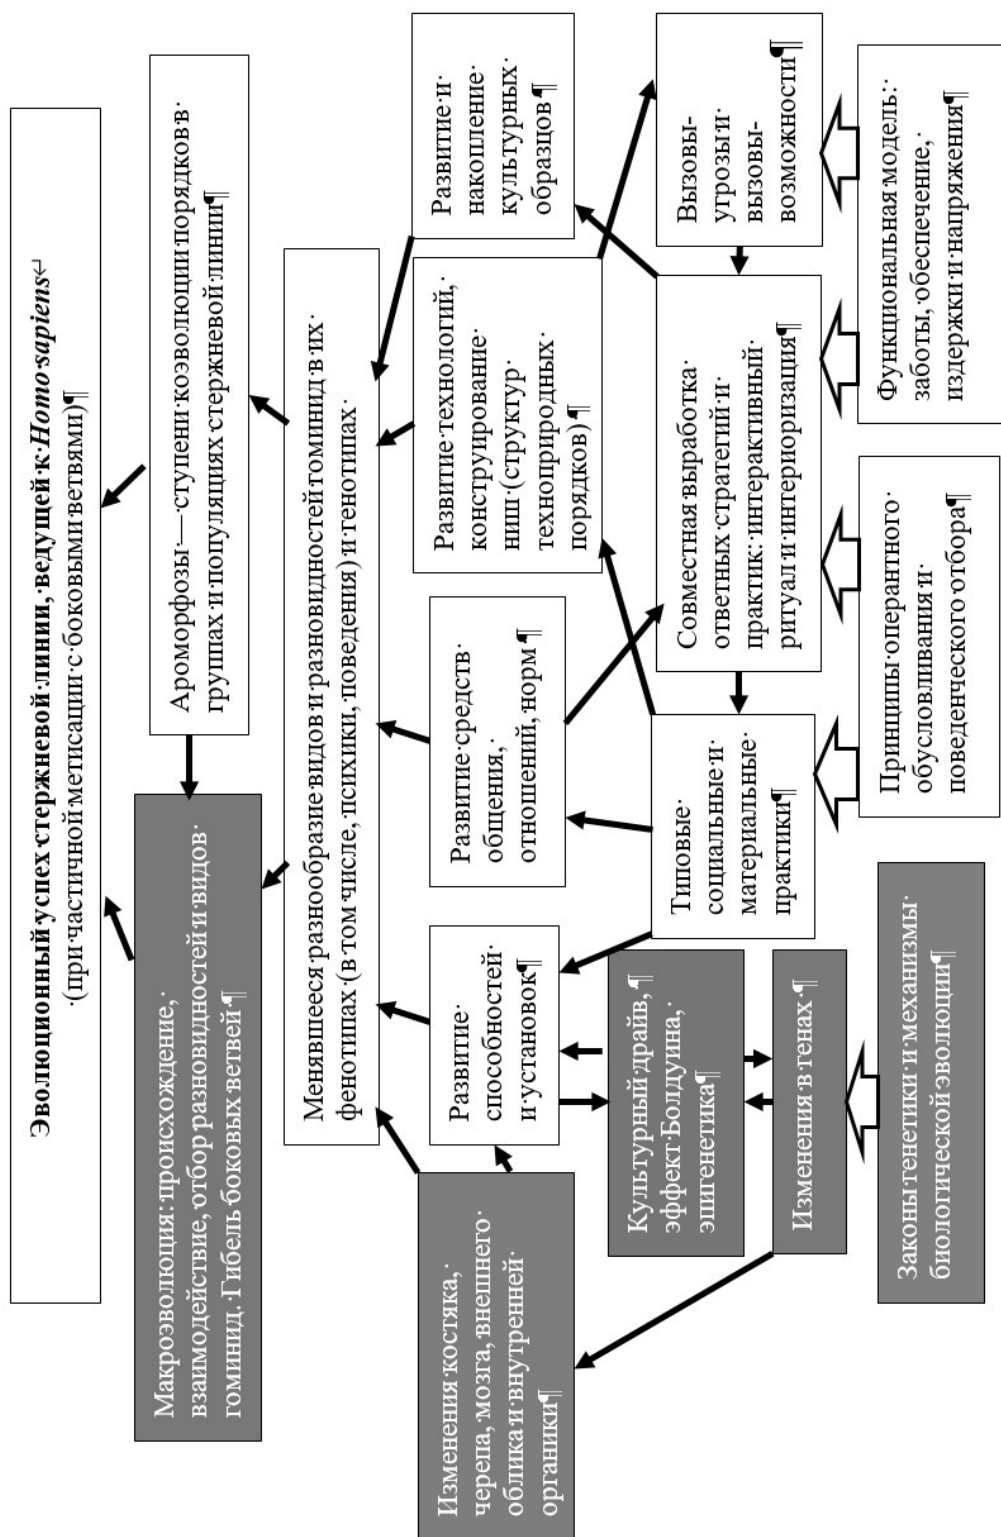 Эволюционный успех стержневой линии, ведущей к Homo sapiens
(при частичной метисации с боковыми ветвями)
Макроэволюция: происхождение,
взаимодействие, отбор разновидностей и видов
гоминид. Гибель боковых ветвей
Ароморфозы — ступени коэволюции порядков в
группах и популяциях стержневой линии
Менявшееся разнообразие видов и разновидностей гоминид в их
фенотипах (в том числе, психики, поведения) и генотипах
Изменения костяка,
черепа, мозга, внешнего
облика и внутренней
органики
Развитие
способностей
и установок
Развитие средств
общения,
отношений, норм
Развитие технологий,
конструирование
ниш (структур
техноприродных
порядков)
Развитие и
накопление
культурных
образцов
Культурный драйв,
эффект Болдуина,
эпигенетика
Изменения в генах
Типовые
социальные и
материальные
практики
Совместная выработка
ответных стратегий и
практик: интерактивный
ритуал и интериоризация
Вызовы-
угрозы и
вызовы-
возможности
Законы генетики и механизмы
биологической эволюции
Принципы оперантного
обусловливания и
поведенческого отбора
Функциональная модель:
заботы, обеспечение,
издержки и напряжения